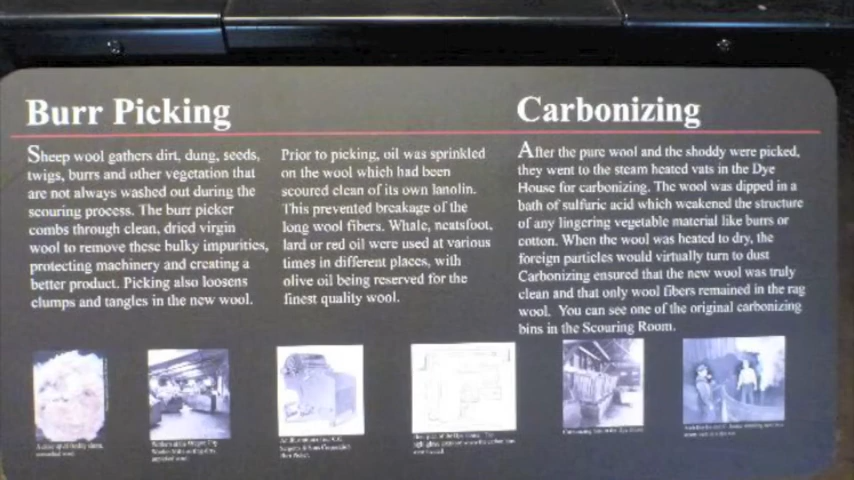 Burr Picking
Sheep wool gathers dirt, dung, seeds,
twigs, burrs and other vegetation that
are not always washed out during the
scouring process. The burr picker
combs through clean, dried virgin
wool to remove these bulky impurities,
protecting machinery and creating a
better product. Picking also loosens
clumps and tangles in the new wool.
Prior to picking, oil was sprinkled
on the wool which had been
scoured clean of its own lanolin.
This prevented breakage of the
long wool fibers. Whale, neatsfoot,
lard or red oil were used at various
times in different places, with
olive oil being reserved for the
finest quality wool.
Carbonizing
After the pure wool and the shoddy were picked,
they went to the steam heated vats in the Dye
House for carbonizing. The wool was dipped in a
bath of sulfuric acid which weakened the structure
of any lingering vegetable material like burrs or
cotton. When the wool was heated to dry, the
foreign particles would virtually turn to dust
Carbonizing ensured that the new wool was truly
clean and that only wool fibers remained in the rag
wool. You can see one of the original carbonizing
bins in the Scouring Room.